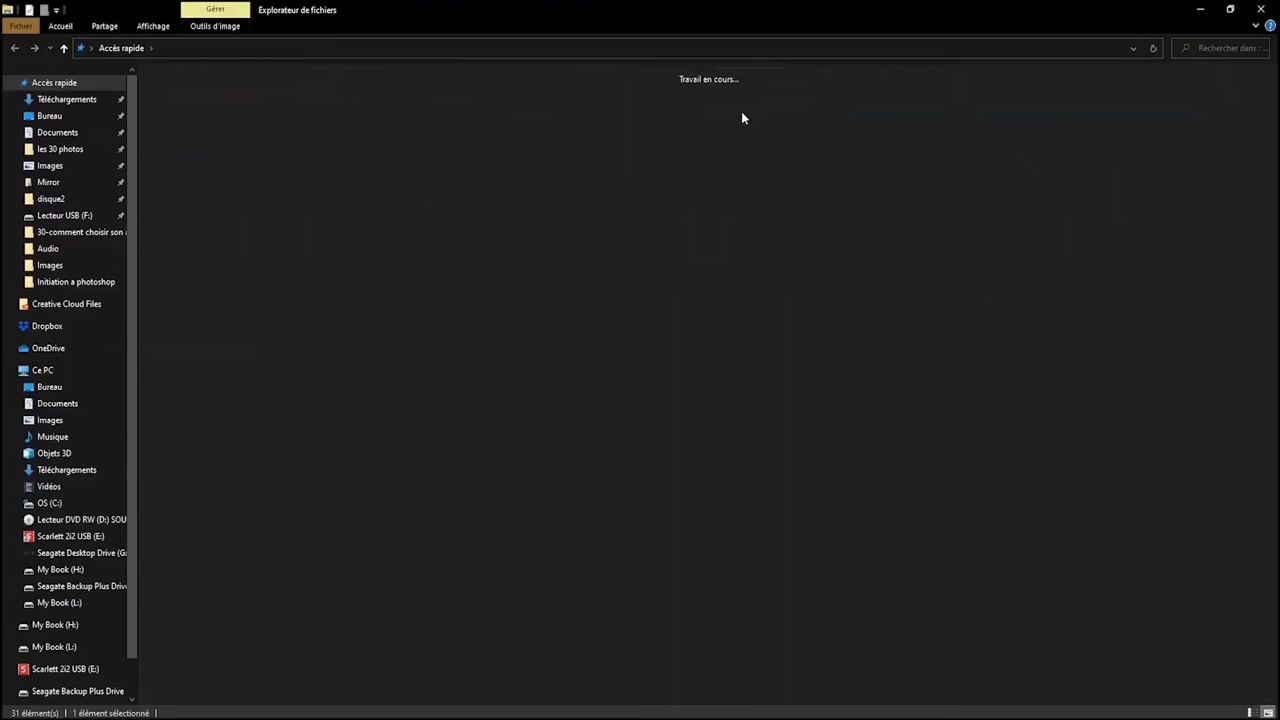 Gérer
Explorateur de fichiers
Fichier
Accueil
Partage
Affichage
Outils d'image
Accès rapide
Rechercher dans : ...
Travail en cours...
Accès rapide
Téléchargements
Bureau
Documents
les 30 photos
Images
Mirror
disque2
Lecteur USB (F:)
30-comment choisir son a
Audio
Images
Initiation a photoshop
Creative Cloud Files
Dropbox
OneDrive
Ce PC
Bureau
Documents
Images
Musique
Objets 3D
Téléchargements
Vidéos
OS (C:)
Lecteur DVD RW (D:) SOU
Scarlett 2i2 USB (E:)
Seagate Desktop Drive (G:
My Book (H:)
Seagate Backup Plus Drive
My Book (L:)
My Book (H:)
My Book (L:)
Scarlett 2i2 USB (E:)
Seagate Backup Plus Drive
31 élément(s)
1 élément sélectionné